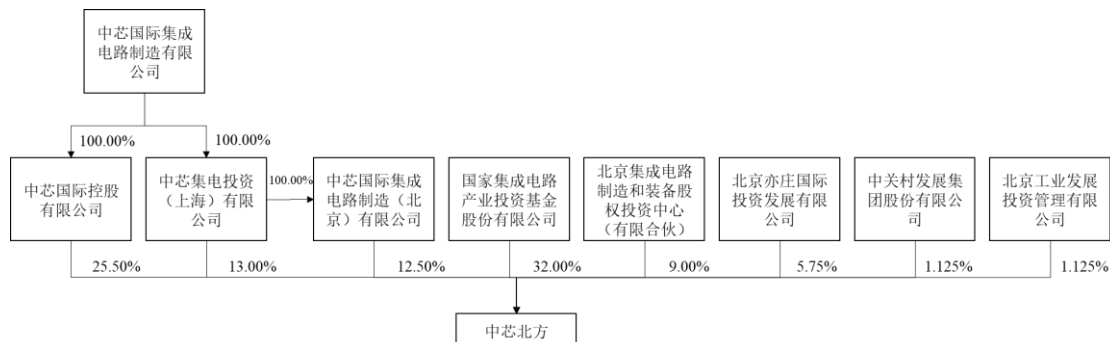 中芯国际集成
电路制造有限
公司
100.00%
100.00%
中芯国际控股
有限公司
中芯集电投资
（上海）有限
公司
100.00%
中芯国际集成
电路制造（北
京）有限公司
国家集成电路
产业投资基金
股份有限公司
北京集成电路
制造和装备股
权投资中心
（有限合伙）
北京亦庄国际
投资发展有限
公司
中关村发展集
团股份有限公
司
北京工业发展
投资管理有限
公司
25.50%
13.00%
12.50%
32.00%
9.00%
5.75%
1.125%
1.125%
中芯北方